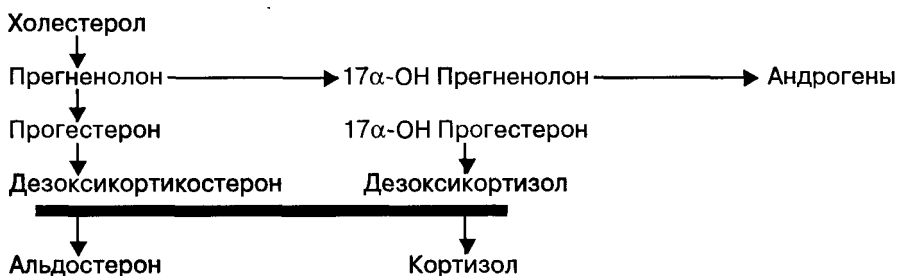 Холестерол
Прегненолон 17α-ОН Прегненолон Андрогены
Прогестерон 17α-ОН Прогестерон
Дезоксикортикостерон Дезоксикортизол
Альдостерон Кортизол